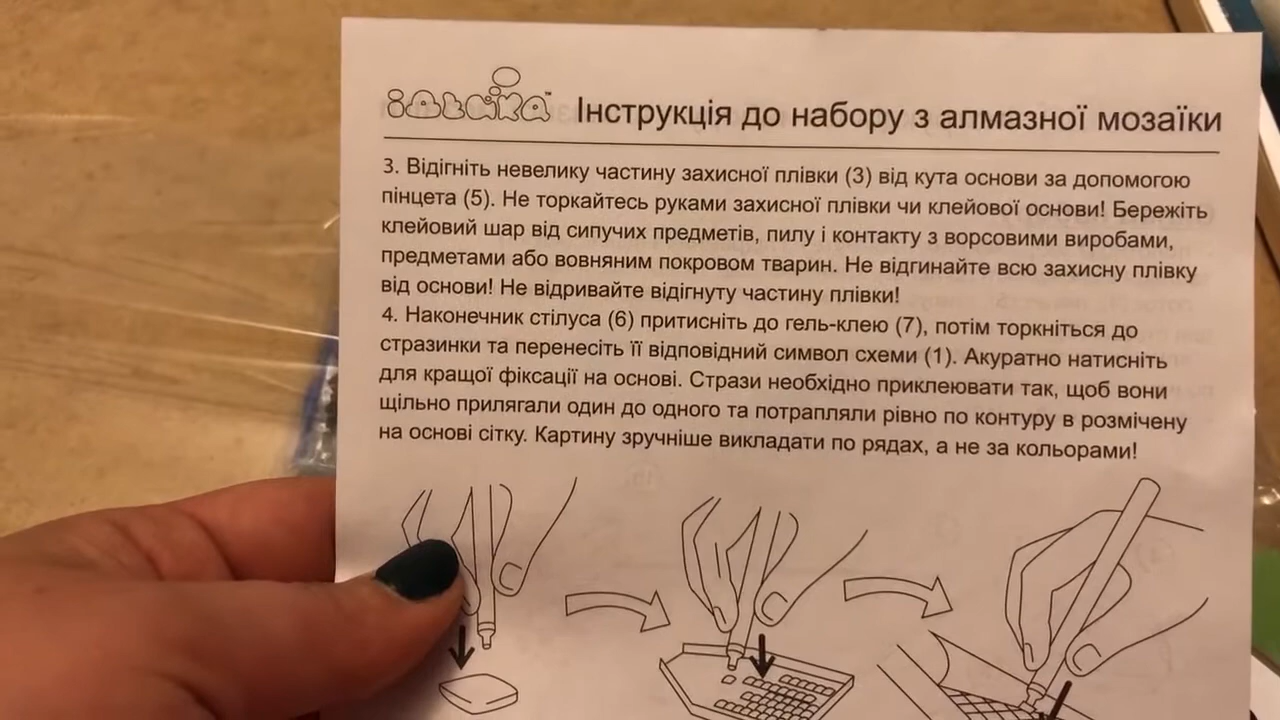 ідейка™ Інструкція до набору з алмазної мозаїки
3. Відігніть невелику частину захисної плівки (3) від кута основи за допомогою
пінцета (5). Не торкайтесь руками захисної плівки чи клейової основи! Бережіть
клейовий шар від сипучих предметів, пилу і контакту з ворсовими виробами,
предметами або вовняним покровом тварин. Не відгинайте всю захисну плівку
від основи! Не відривайте відігнуту частину плівки!
4. Наконечник стілуса (6) притисніть до гель-клею (7), потім торкніться до
стразинки та перенесіть її відповідний символ схеми (1). Акуратно натисніть
для кращої фіксації на основі. Стрази необхідно приклеювати так, щоб вони
щільно прилягали один до одного та потрапляли рівно по контуру в розмічену
на основі сітку. Картину зручніше викладати по рядах, а не за кольорами!